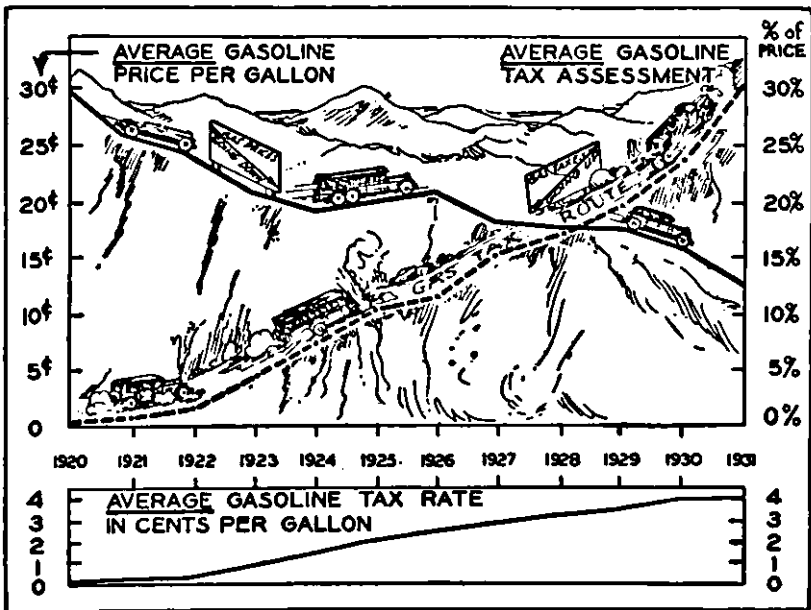 AVERAGE GASOLINE
PRICE PER GALLON
AVERAGE GASOLINE
TAX ASSESSMENT
% of
PRICE
30¢
25¢
20¢
15¢
10¢
5¢
0
30%
25%
20%
15%
10%
5%
0%
GAS TAX ROUTE
1920 1921 1922 1923 1924 1925 1926 1927 1928 1929 1930 1931
AVERAGE GASOLINE TAX RATE
IN CENTS PER GALLON
4
3
2
1
0
4
3
2
1
0